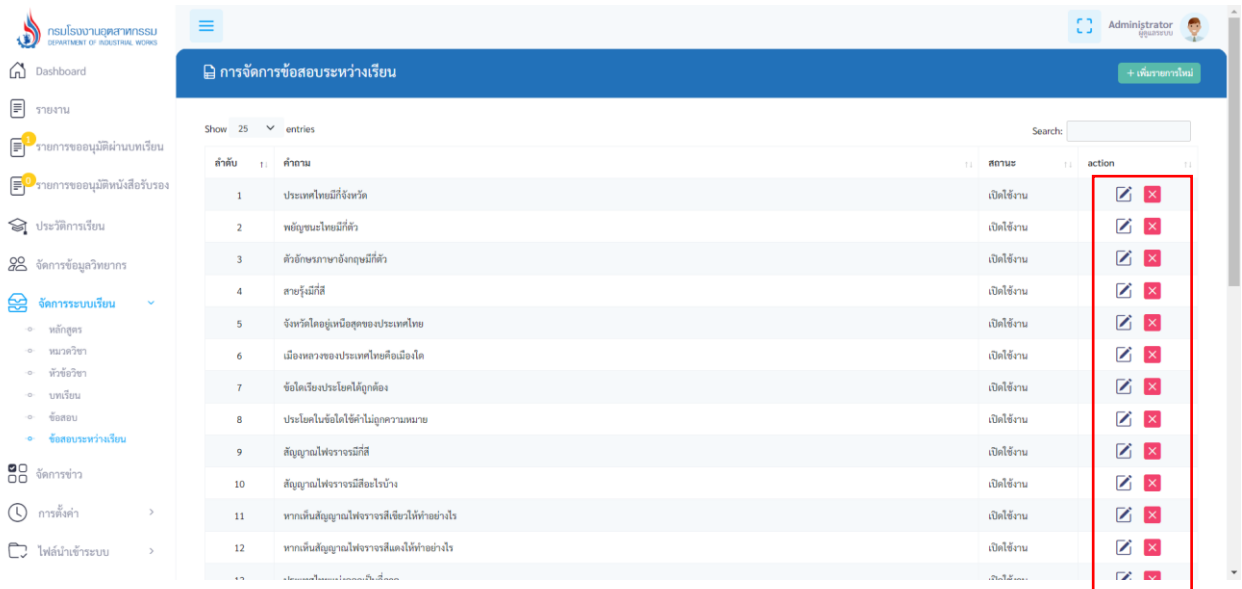 กรมโรงงานอุตสาหกรรม
DEPARTMENT OF INDUSTRIAL WORKS
Administrator
ผู้ดูแลระบบ
Dashboard
รายงาน
1
รายการขออนุมัติผ่านบทเรียน
0
รายการขออนุมัติหนังสือรับรอง
ประวัติการเรียน
จัดการข้อมูลวิทยากร
จัดการระบบเรียน
หลักสูตร
หมวดวิชา
หัวข้อวิชา
บทเรียน
ข้อสอบ
ข้อสอบระหว่างเรียน
จัดการข่าว
การตั้งค่า
ไฟล์นำเข้าระบบ
การจัดการข้อสอบระหว่างเรียน
+ เพิ่มรายการใหม่
Show 25 entries
Search:
ลำดับ คำถาม สถานะ action
1 ประเทศไทยมีกี่จังหวัด เปิดใช้งาน
2 พยัญชนะไทยมีกี่ตัว เปิดใช้งาน
3 ตัวอักษรภาษาอังกฤษมีกี่ตัว เปิดใช้งาน
4 สายรุ้งมีกี่สี เปิดใช้งาน
5 จังหวัดใดอยู่เหนือสุดของประเทศไทย เปิดใช้งาน
6 เมืองหลวงของประเทศไทยคือเมืองใด เปิดใช้งาน
7 ข้อใดเรียงประโยคได้ถูกต้อง เปิดใช้งาน
8 ประโยคในข้อใดใช้คำไม่ถูกความหมาย เปิดใช้งาน
9 สัญญาณไฟจราจรมีกี่สี เปิดใช้งาน
10 สัญญาณไฟจราจรมีสีอะไรบ้าง เปิดใช้งาน
11 หากเห็นสัญญาณไฟจราจรสีเขียวให้ทำอย่างไร เปิดใช้งาน
12 หากเห็นสัญญาณไฟจราจรสีแดงให้ทำอย่างไร เปิดใช้งาน